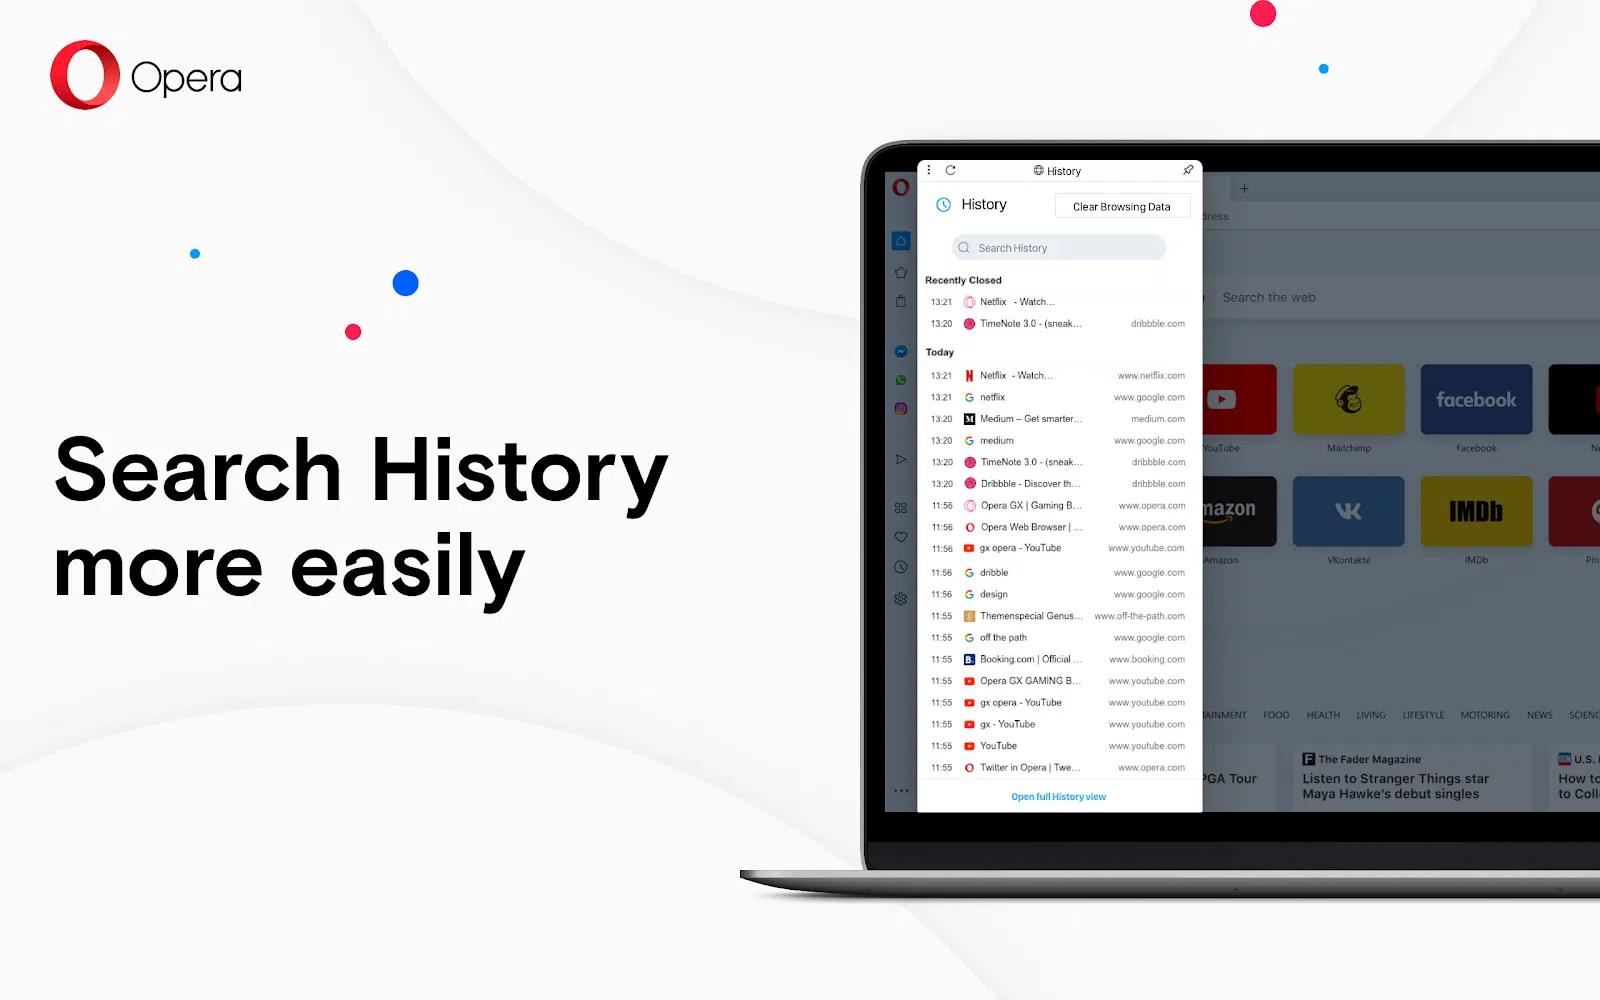 Opera
Search History
more easily
History
History
Clear Browsing Data
Search History
Recently Closed
13:21 Netflix - Watch...
13:20 TimeNote 3.0 - (sneak... dribbble.com
Today
13:21 N Netflix - Watch... www.netflix.com
13:21 G netflix www.google.com
13:20 M Medium – Get smarter... medium.com
13:20 G medium www.google.com
13:20 TimeNote 3.0 - (sneak... dribbble.com
13:20 Dribbble - Discover th... dribbble.com
11:56 Opera GX | Gaming B... www.opera.com
11:56 Opera Web Browser | ... www.opera.com
11:56 gx opera - YouTube www.youtube.com
11:56 G dribble www.google.com
11:56 G design www.google.com
11:55 Themenspecial Genus... www.off-the-path.com
11:55 G off the path www.google.com
11:55 B. Booking.com | Official ... www.booking.com
11:55 Opera GX GAMING B... www.youtube.com
11:55 gx opera - YouTube www.youtube.com
11:55 gx - YouTube www.youtube.com
11:55 YouTube www.youtube.com
11:55 Twitter in Opera | Twe... www.opera.com
Open full History view
+
dress
Search the web
facebook
YouTube Mailchimp Facebook Ne
mazon
VK
IMDb
Amazon VKontakte IMDb Pin
TAINMENT FOOD HEALTH LIVING LIFESTYLE MOTORING NEWS SCIENC
PGA Tour
F The Fader Magazine
Listen to Stranger Things star
Maya Hawke's debut singles
U.S.
How to
to Coll